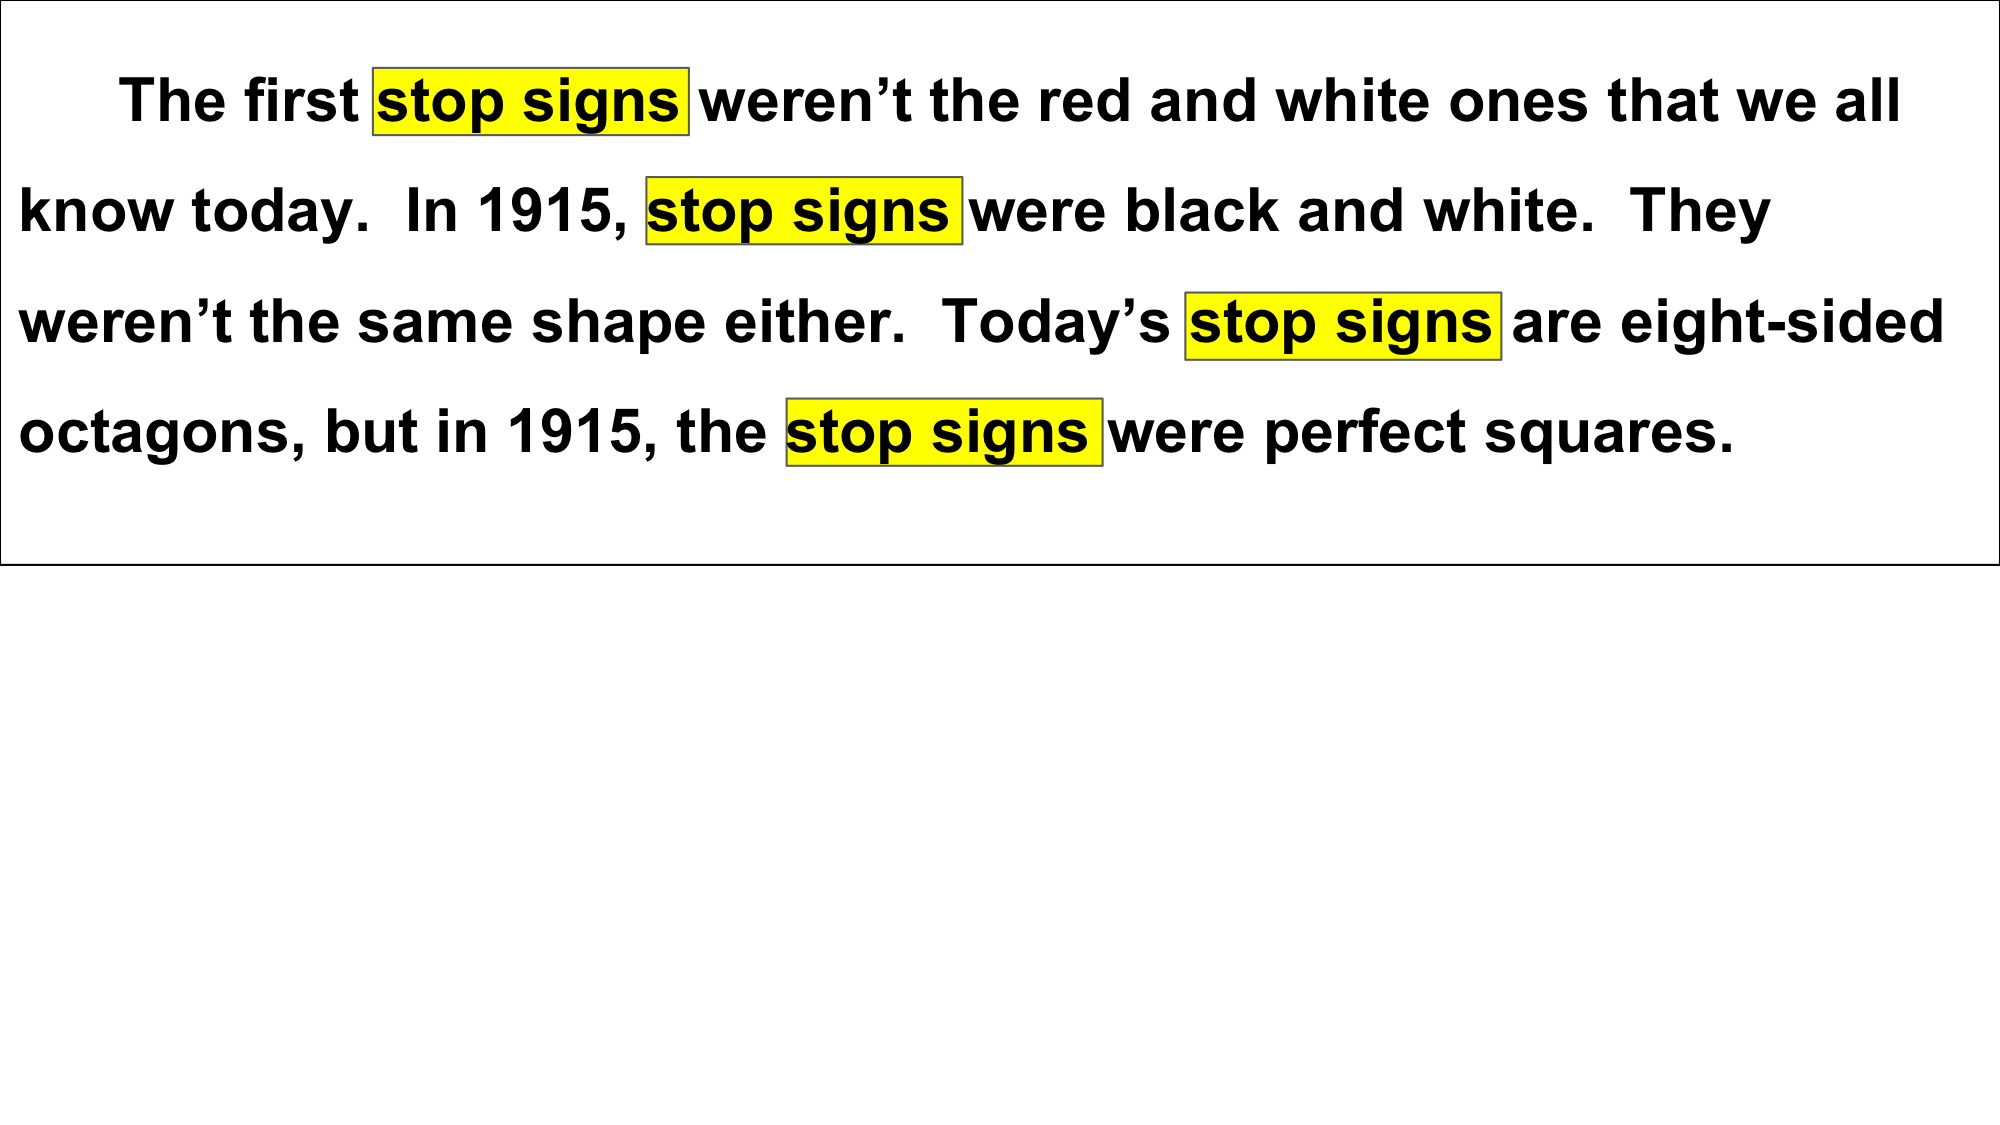 The first stop signs weren’t the red and white ones that we all
know today.  In 1915, stop signs were black and white.  They
weren’t the same shape either.  Today’s stop signs are eight-sided
octagons, but in 1915, the stop signs were perfect squares.